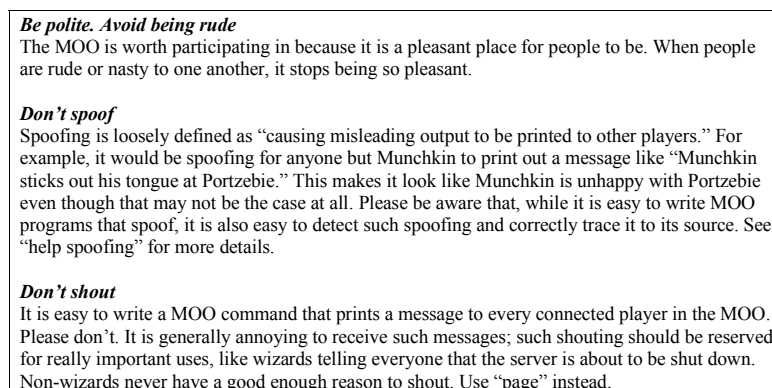 Be polite. Avoid being rude
The MOO is worth participating in because it is a pleasant place for people to be. When people
are rude or nasty to one another, it stops being so pleasant.
Don’t spoof
Spoofing is loosely defined as “causing misleading output to be printed to other players.” For
example, it would be spoofing for anyone but Munchkin to print out a message like “Munchkin
sticks out his tongue at Portzebie.” This makes it look like Munchkin is unhappy with Portzebie
even though that may not be the case at all. Please be aware that, while it is easy to write MOO
programs that spoof, it is also easy to detect such spoofing and correctly trace it to its source. See
“help spoofing” for more details.
Don’t shout
It is easy to write a MOO command that prints a message to every connected player in the MOO.
Please don’t. It is generally annoying to receive such messages; such shouting should be reserved
for really important uses, like wizards telling everyone that the server is about to be shut down.
Non-wizards never have a good enough reason to shout. Use “page” instead.